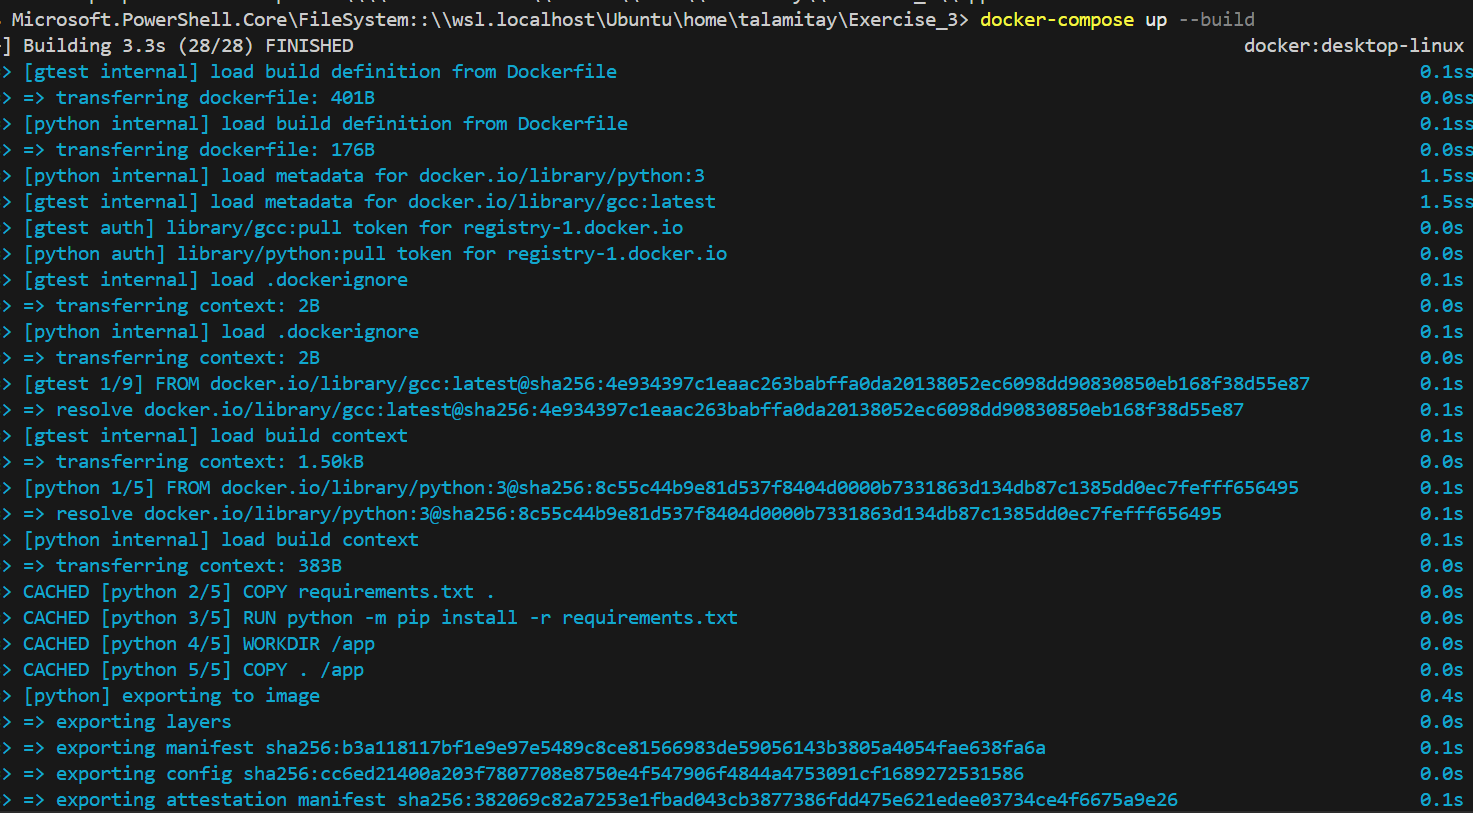 Microsoft.PowerShell.Core\FileSystem::\\wsl.localhost\Ubuntu\home\talamitay\Exercise_3> docker-compose up --build
] Building 3.3s (28/28) FINISHED docker:desktop-linux
> [gtest internal] load build definition from Dockerfile 0.1ss
> => transferring dockerfile: 401B 0.0ss
> [python internal] load build definition from Dockerfile 0.1ss
> => transferring dockerfile: 176B 0.0ss
> [python internal] load metadata for docker.io/library/python:3 1.5ss
> [gtest internal] load metadata for docker.io/library/gcc:latest 1.5ss
> [gtest auth] library/gcc:pull token for registry-1.docker.io 0.0s
> [python auth] library/python:pull token for registry-1.docker.io 0.0s
> [gtest internal] load .dockerignore 0.1s
> => transferring context: 2B 0.0s
> [python internal] load .dockerignore 0.1s
> => transferring context: 2B 0.0s
> [gtest 1/9] FROM docker.io/library/gcc:latest@sha256:4e934397c1eaac263babffa0da20138052ec6098dd90830850eb168f38d55e87 0.1s
> => resolve docker.io/library/gcc:latest@sha256:4e934397c1eaac263babffa0da20138052ec6098dd90830850eb168f38d55e87 0.1s
> [gtest internal] load build context 0.1s
> => transferring context: 1.50kB 0.0s
> [python 1/5] FROM docker.io/library/python:3@sha256:8c55c44b9e81d537f8404d0000b7331863d134db87c1385dd0ec7fefff656495 0.1s
> => resolve docker.io/library/python:3@sha256:8c55c44b9e81d537f8404d0000b7331863d134db87c1385dd0ec7fefff656495 0.1s
> [python internal] load build context 0.1s
> => transferring context: 383B 0.0s
> CACHED [python 2/5] COPY requirements.txt . 0.0s
> CACHED [python 3/5] RUN python -m pip install -r requirements.txt 0.0s
> CACHED [python 4/5] WORKDIR /app 0.0s
> CACHED [python 5/5] COPY . /app 0.0s
> [python] exporting to image 0.4s
> => exporting layers 0.0s
> => exporting manifest sha256:b3a118117bf1e9e97e5489c8ce81566983de59056143b3805a4054fae638fa6a 0.1s
> => exporting config sha256:cc6ed21400a203f7807708e8750e4f547906f4844a4753091cf1689272531586 0.0s
> => exporting attestation manifest sha256:382069c82a7253e1fbad043cb3877386fdd475e621edee03734ce4f6675a9e26 0.1s